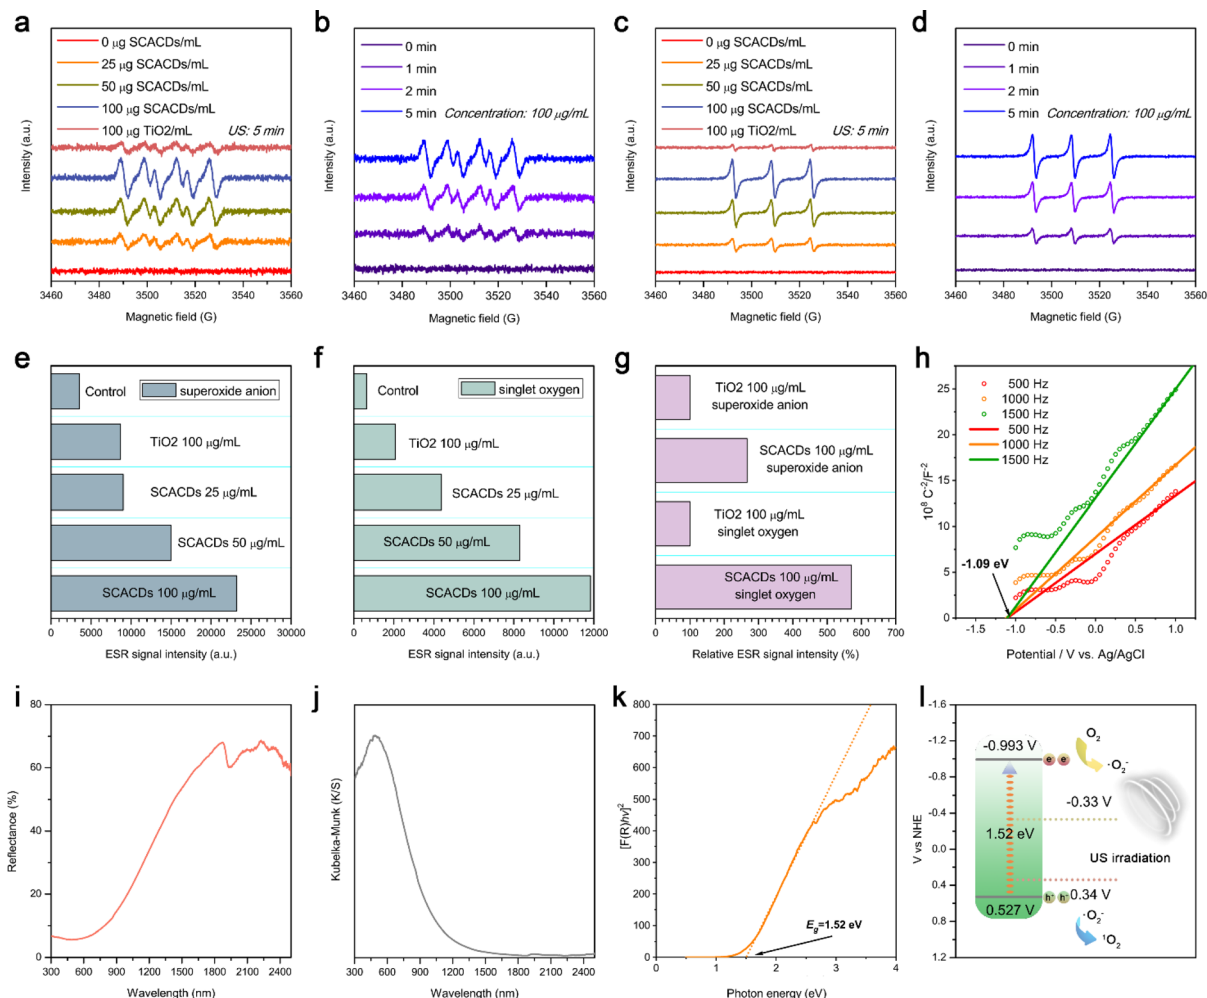 a
0 μg SCACDs/mL
25 μg SCACDs/mL
50 μg SCACDs/mL
100 μg SCACDs/mL
100 μg TiO2/mL
US: 5 min
Intensity (a.u.)
3460 3485 3510 3535 3560
Magnetic field (G)
b
0 min
1 min
2 min
5 min
Concentration: 100 μg/mL
Intensity (a.u.)
3460 3485 3510 3535 3560
Magnetic field (G)
c
0 μg SCACDs/mL
25 μg SCACDs/mL
50 μg SCACDs/mL
100 μg SCACDs/mL
100 μg TiO2/mL
US: 5 min
Intensity (a.u.)
3460 3485 3510 3535 3560
Magnetic field (G)
d
0 min
1 min
2 min
5 min
Concentration: 100 μg/mL
Intensity (a.u.)
3460 3485 3510 3535 3560
Magnetic field (G)
e
superoxide anion
Control
TiO2 100 μg/mL
SCACDs 25 μg/mL
SCACDs 50 μg/mL
SCACDs 100 μg/mL
0 5000 10000 15000 20000 25000 30000
ESR signal intensity (a.u.)
f
singlet oxygen
Control
TiO2 100 μg/mL
SCACDs 25 μg/mL
SCACDs 50 μg/mL
SCACDs 100 μg/mL
0 2000 4000 6000 8000 10000 12000
ESR signal intensity (a.u.)
g
TiO2 100 μg/mL
superoxide anion
SCACDs 100 μg/mL
superoxide anion
TiO2 100 μg/mL
singlet oxygen
SCACDs 100 μg/mL
singlet oxygen
0 100 200 300 400 500 600 700
Relative ESR signal intensity (%)
h
500 Hz
1000 Hz
1500 Hz
500 Hz
1000 Hz
1500 Hz
-1.09 eV
25
20
15
10
5
0
10⁸ C⁻²/F⁻²
-1.5 -1.0 -0.5 0.0 0.5 1.0
Potential / V vs. Ag/AgCl
i
80
60
40
20
0
Reflectance (%)
300 600 900 1200 1500 1800 2100 2400
Wavelength (nm)
j
Kubelka-Munk (K/S)
300 600 900 1200 1500 1800 2100 2400
Wavelength (nm)
k
800
700
600
500
400
300
200
100
0
[F(R)hv]²
Eg=1.52 eV
0 1 2 3 4
Photon energy (eV)
l
-1.6
-1.2
-0.8
-0.4
0.0
0.4
0.8
1.2
V vs NHE
-0.993 V
e⁻ e⁻
O₂
·O₂⁻
-0.33 V
1.52 eV
US irradiation
0.34 V
0.527 V
h⁺ h⁺
·O₂⁻
¹O₂